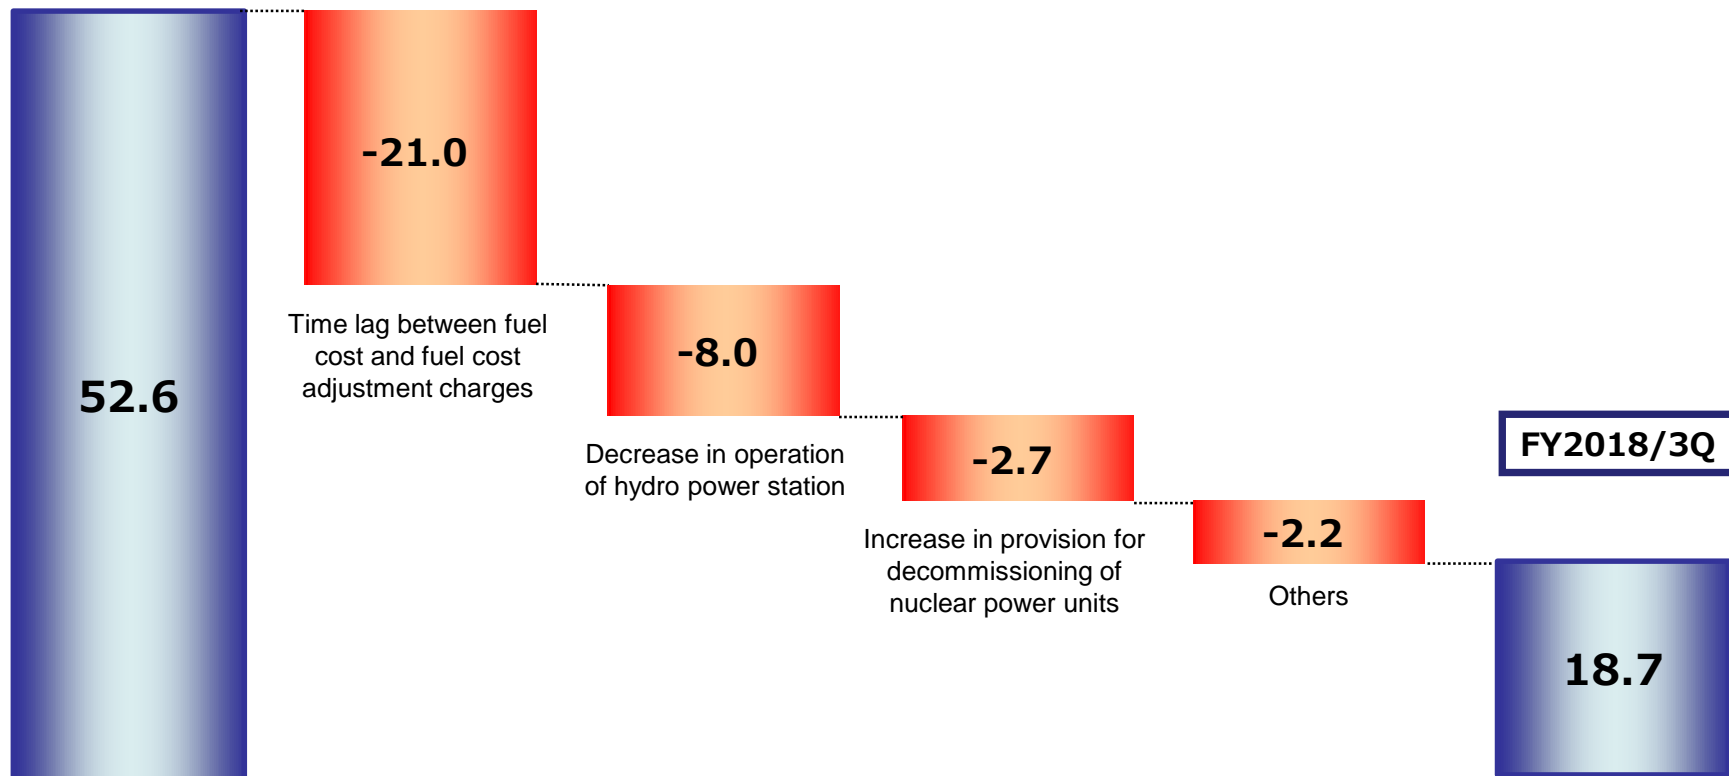 52.6
-21.0
Time lag between fuel
cost and fuel cost
adjustment charges
-8.0
Decrease in operation
of hydro power station
-2.7
Increase in provision for
decommissioning of
nuclear power units
-2.2
Others
FY2018/3Q
18.7